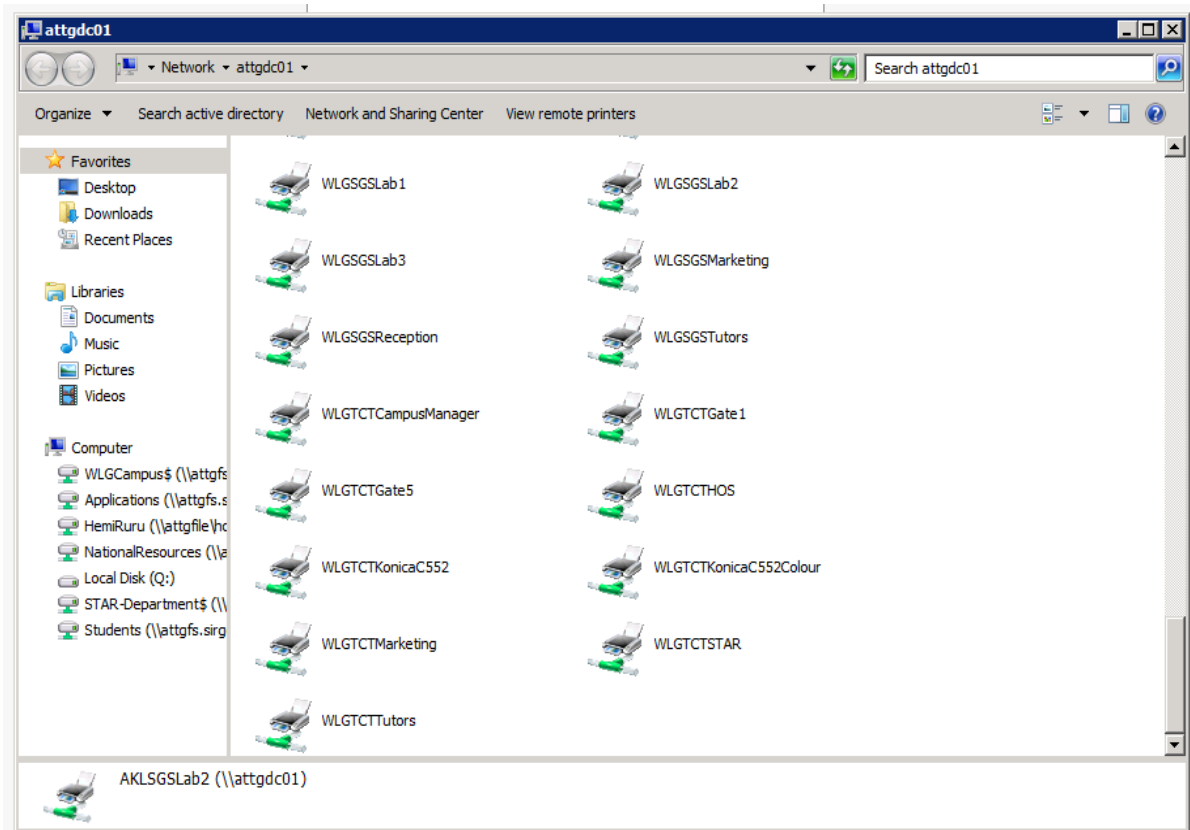 attgdc01
Network attgdc01
Search attgdc01
Organize Search active directory Network and Sharing Center View remote printers
Favorites
Desktop
Downloads
Recent Places
Libraries
Documents
Music
Pictures
Videos
Computer
WLGCampus$ (\\attgfs
Applications (\\attgfs.s
HemiRuru (\\attgfile\ho
NationalResources (\\a
Local Disk (Q:)
STAR-Department$ (\\
Students (\\attgfs.sirg
WLGSGSLab1 WLGSGSLab2
WLGSGSLab3 WLGSGSMarketing
WLGSGSReception WLGSGSTutors
WLGTCTCampusManager WLGTCTGate1
WLGTCTGate5 WLGTCTHOS
WLGTCTKonicaC552 WLGTCTKonicaC552Colour
WLGTCTMarketing WLGTCTSTAR
WLGTCTTutors
AKLSGSLab2 (\\attgdc01)